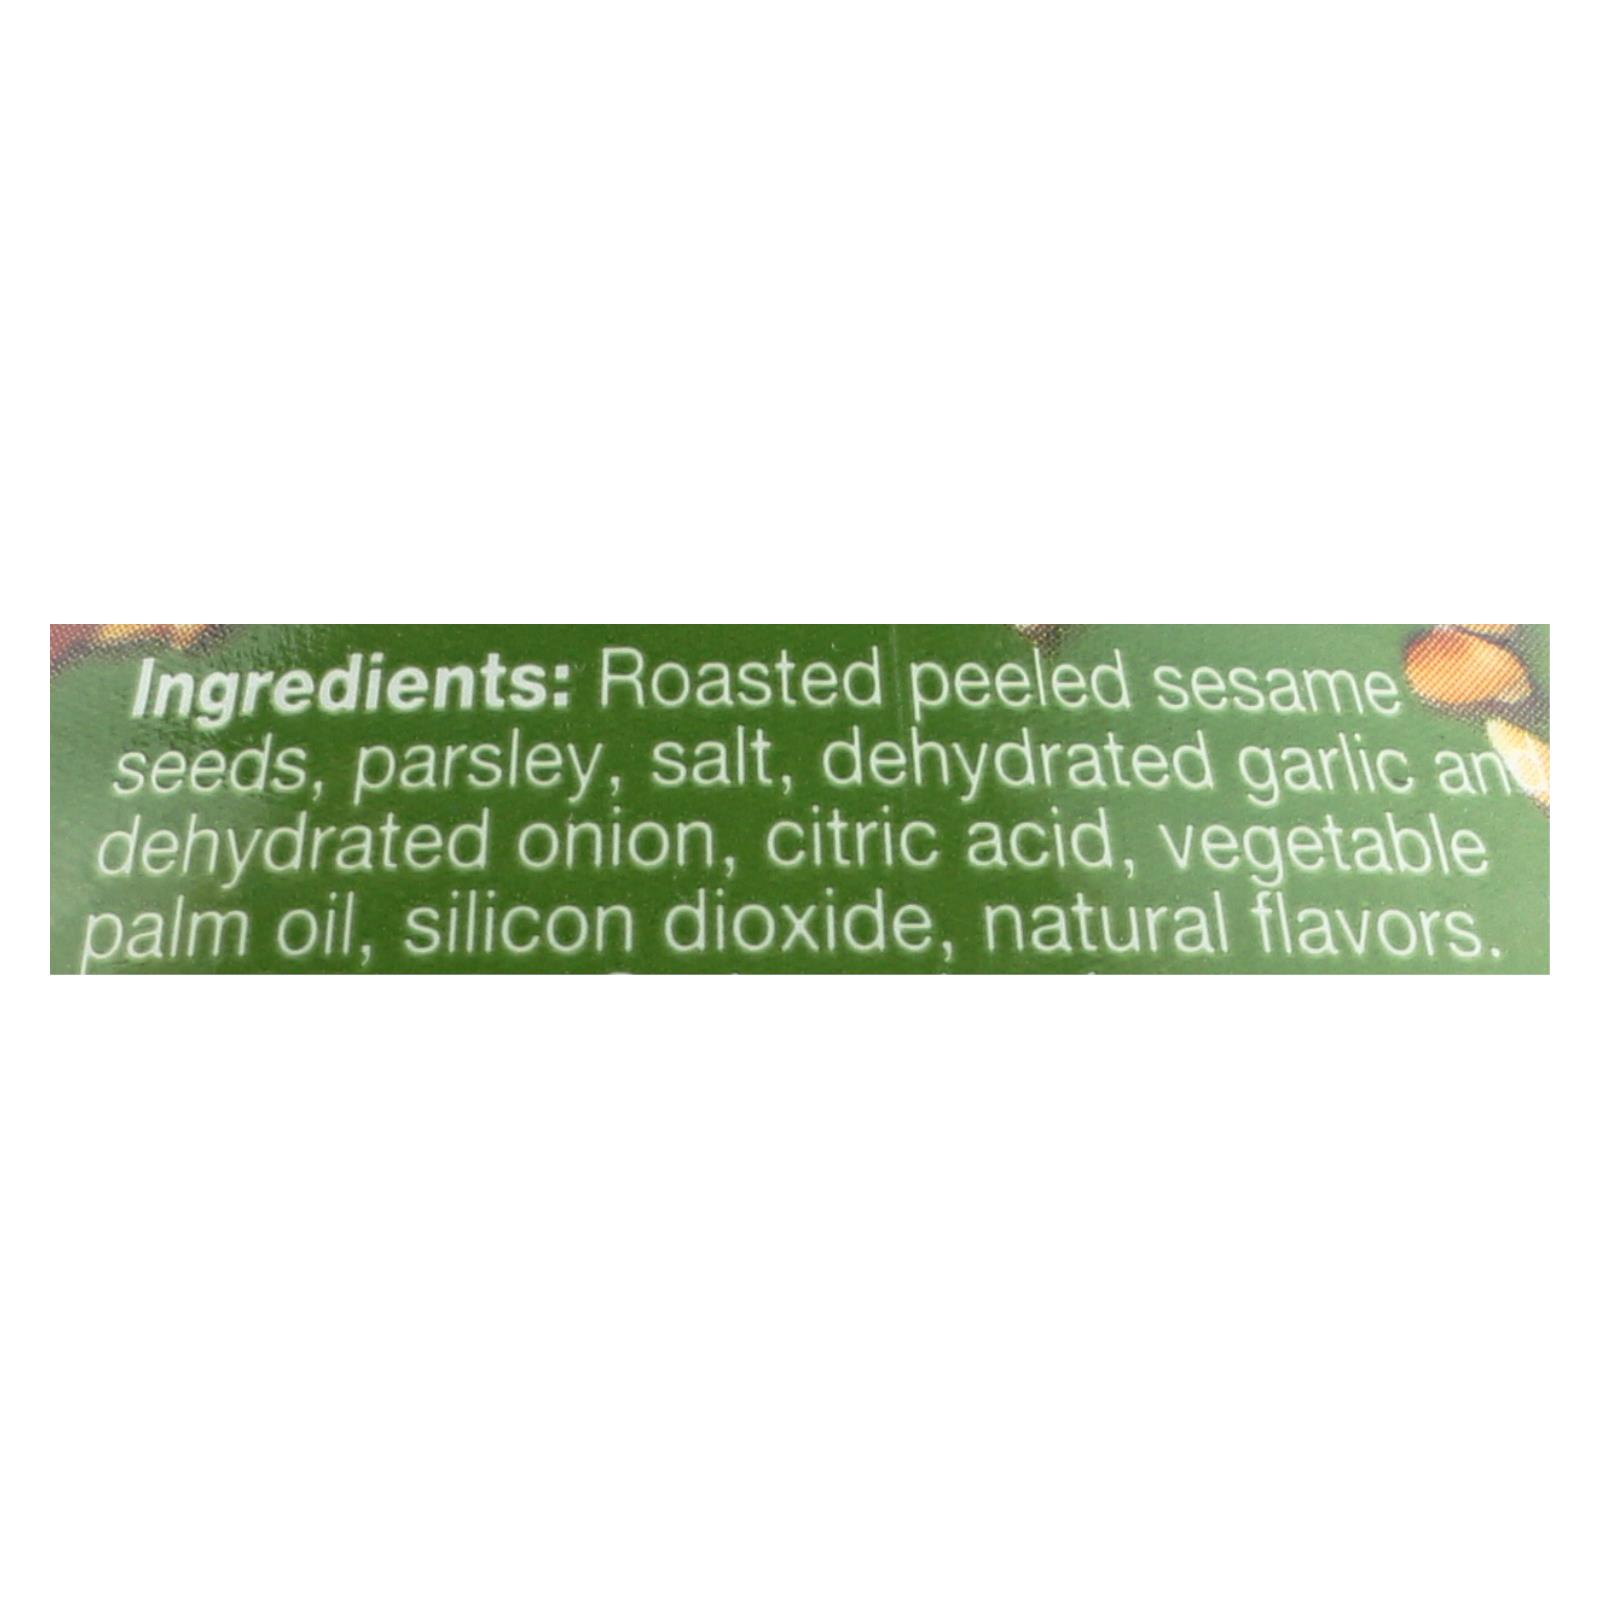 Ingredients: Roasted peeled sesame
seeds, parsley, salt, dehydrated garlic and
dehydrated onion, citric acid, vegetable
palm oil, silicon dioxide, natural flavors.